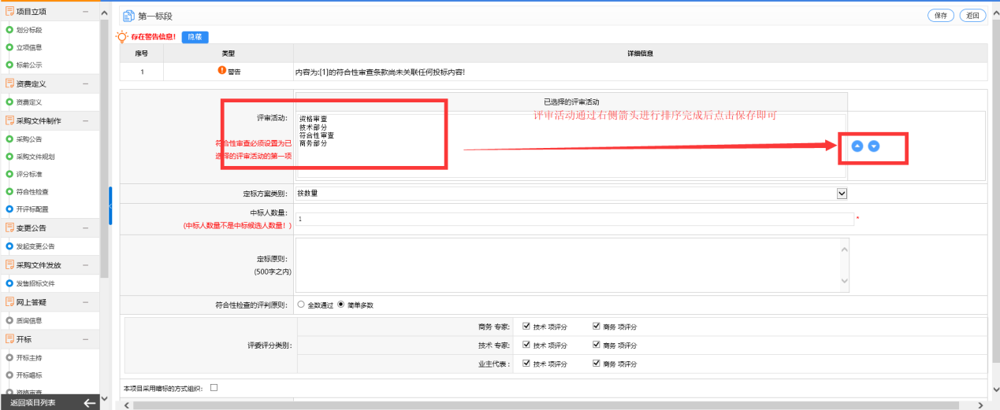 项目立项
划分标段
立项信息
标前公示
资费定义
资费定义
采购文件制作
采购公告
采购文件规划
评分标准
符合性检查
开评标配置
变更公告
发起变更公告
采购文件发放
发售招标文件
网上答疑
质询信息
开标
开标主持
开标唱标
资格审查
返回项目列表
第一标段
保存 返回
存在警告信息! 隐藏
序号 类型 详细信息
1 警告 内容为:[1]的符合性审查条款尚未关联任何投标内容!
已选择的评审活动
评审活动通过右侧箭头进行排序完成后点击保存即可
评审活动:
符合性审查必须设置为已
选择的评审活动的第一项
资格审查
技术部分
符合性审查
商务部分
定标方案类别: 按数量
中标人数量: 1 *
(中标人数量不是中标候选人数量! )
定标原则:
(500字之内)
符合性检查的评判原则: 全数通过 简单多数
评委评分类别:
商务 专家: 技术 项评分 商务 项评分
技术 专家: 技术 项评分 商务 项评分
业主代表 : 技术 项评分 商务 项评分
本项目采用暗标的方式组织: